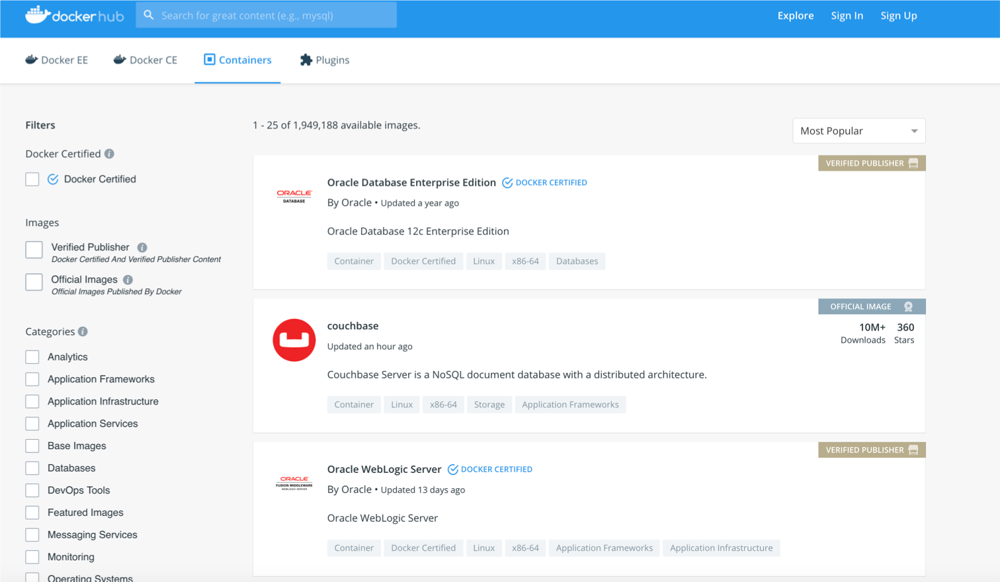 docker hub
Search for great content (e.g., mysql)
Explore Sign In Sign Up
Docker EE Docker CE Containers Plugins
Filters
Docker Certified
Docker Certified
Images
Verified Publisher
Docker Certified And Verified Publisher Content
Official Images
Official Images Published By Docker
Categories
Analytics
Application Frameworks
Application Infrastructure
Application Services
Base Images
Databases
DevOps Tools
Featured Images
Messaging Services
Monitoring
Operating Systems
1 - 25 of 1,949,188 available images.
Most Popular
VERIFIED PUBLISHER
ORACLE
DATABASE
Oracle Database Enterprise Edition DOCKER CERTIFIED
By Oracle • Updated a year ago
Oracle Database 12c Enterprise Edition
Container Docker Certified Linux x86-64 Databases
OFFICIAL IMAGE
couchbase
10M+ 360
Downloads Stars
Updated an hour ago
Couchbase Server is a NoSQL document database with a distributed architecture.
Container Linux x86-64 Storage Application Frameworks
VERIFIED PUBLISHER
ORACLE
FUSION MIDDLEWARE
WEBLOGIC SERVER
Oracle WebLogic Server DOCKER CERTIFIED
By Oracle • Updated 13 days ago
Oracle WebLogic Server
Container Docker Certified Linux x86-64 Application Frameworks Application Infrastructure